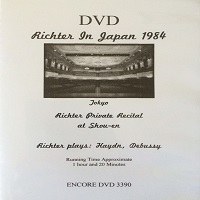 DVD
Richter In Japan 1984
Tokyo
Richter Private Recital
at Shou-en
Richter plays: Haydn, Debussy
Running Time Approximate
1 hour and 20 Minutes
ENCORE DVD 3390